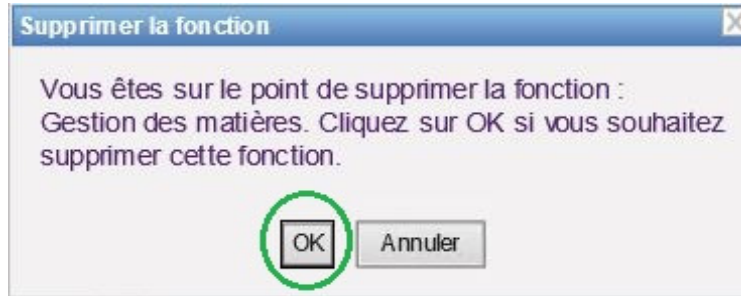 Supprimer la fonction
Vous êtes sur le point de supprimer la fonction :
Gestion des matières. Cliquez sur OK si vous souhaitez
supprimer cette fonction.
OK Annuler